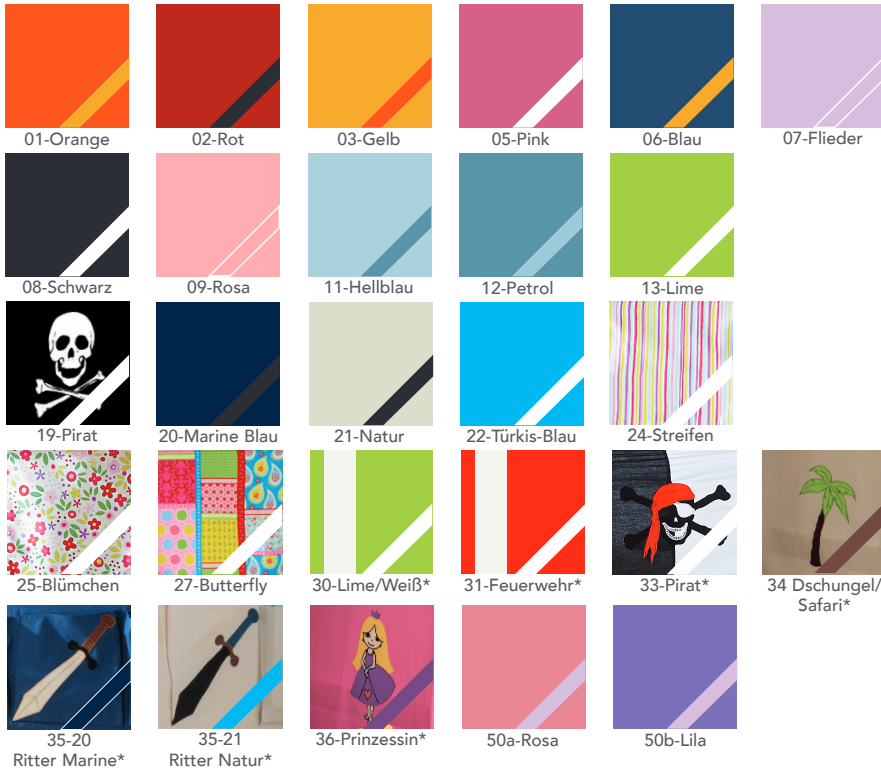 01-Orange
02-Rot
03-Gelb
05-Pink
06-Blau
07-Flieder
08-Schwarz
09-Rosa
11-Hellblau
12-Petrol
13-Lime
19-Pirat
20-Marine Blau
21-Natur
22-Türkis-Blau
24-Streifen
25-Blümchen
27-Butterfly
30-Lime/Weiß*
31-Feuerwehr*
33-Pirat*
34 Dschungel/
Safari*
35-20
Ritter Marine*
35-21
Ritter Natur*
36-Prinzessin*
50a-Rosa
50b-Lila